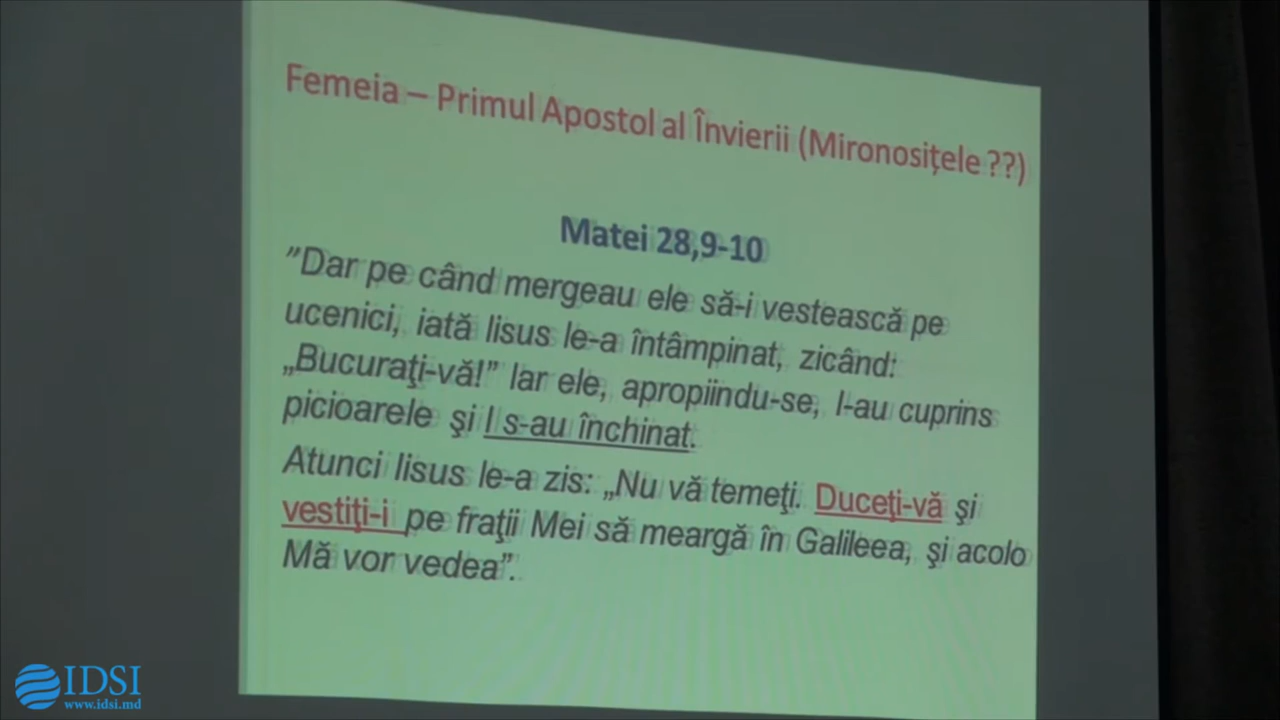 Femeia – Primul Apostol al Învierii (Mironosițele ??)
Matei 28,9-10
”Dar pe când mergeau ele să-i vestească pe
ucenici, iată Iisus le-a întâmpinat, zicând:
„Bucuraţi-vă!” Iar ele, apropiindu-se, I-au cuprins
picioarele şi I s-au închinat.
Atunci Iisus le-a zis: „Nu vă temeţi. Duceţi-vă şi
vestiţi-i pe fraţii Mei să meargă în Galileea, şi acolo
Mă vor vedea”.
IDSI
www.idsi.md